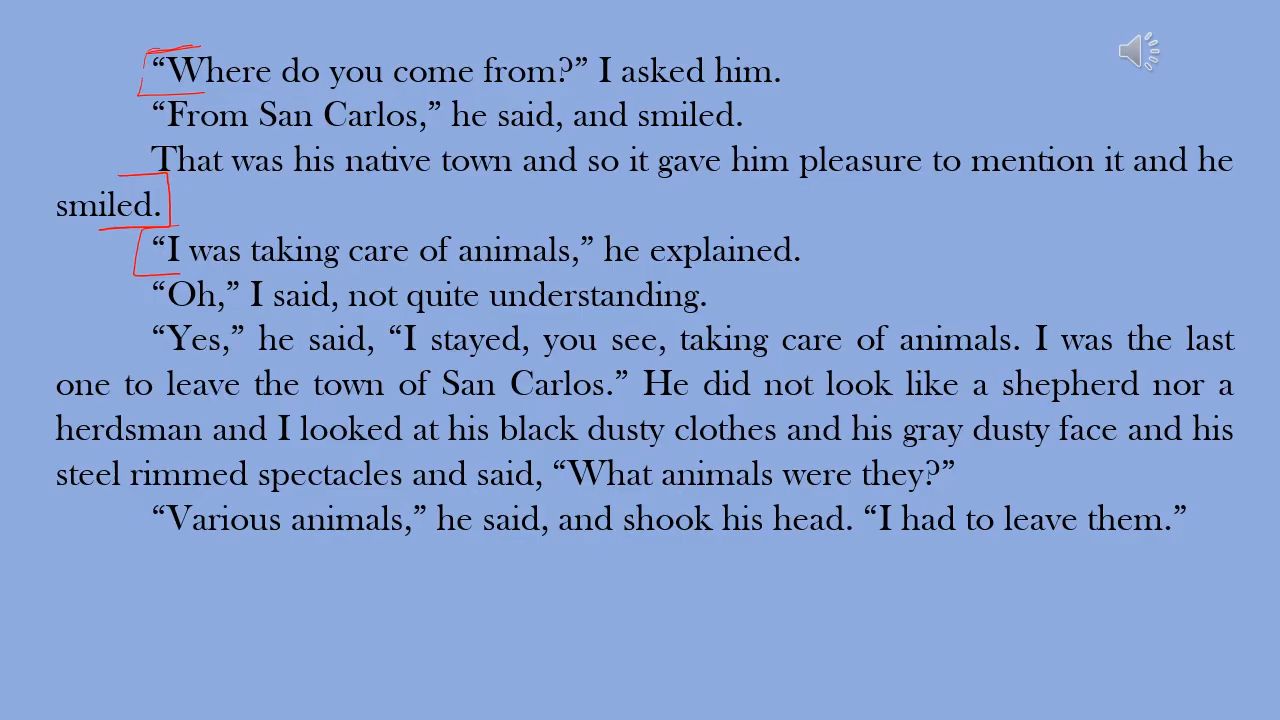 “Where do you come from?” I asked him.
“From San Carlos,” he said, and smiled.
That was his native town and so it gave him pleasure to mention it and he
smiled.
“I was taking care of animals,” he explained.
“Oh,” I said, not quite understanding.
“Yes,” he said, “I stayed, you see, taking care of animals. I was the last
one to leave the town of San Carlos.” He did not look like a shepherd nor a
herdsman and I looked at his black dusty clothes and his gray dusty face and his
steel rimmed spectacles and said, “What animals were they?”
“Various animals,” he said, and shook his head. “I had to leave them.”